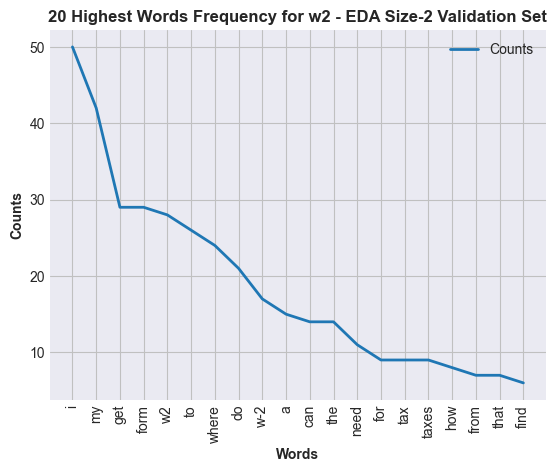 20 Highest Words Frequency for w2 - EDA Size-2 Validation Set
Counts
50
40
30
20
10
Counts
i
my
get
form
w2
to
where
do
w-2
a
can
the
need
for
tax
taxes
how
from
that
find
Words